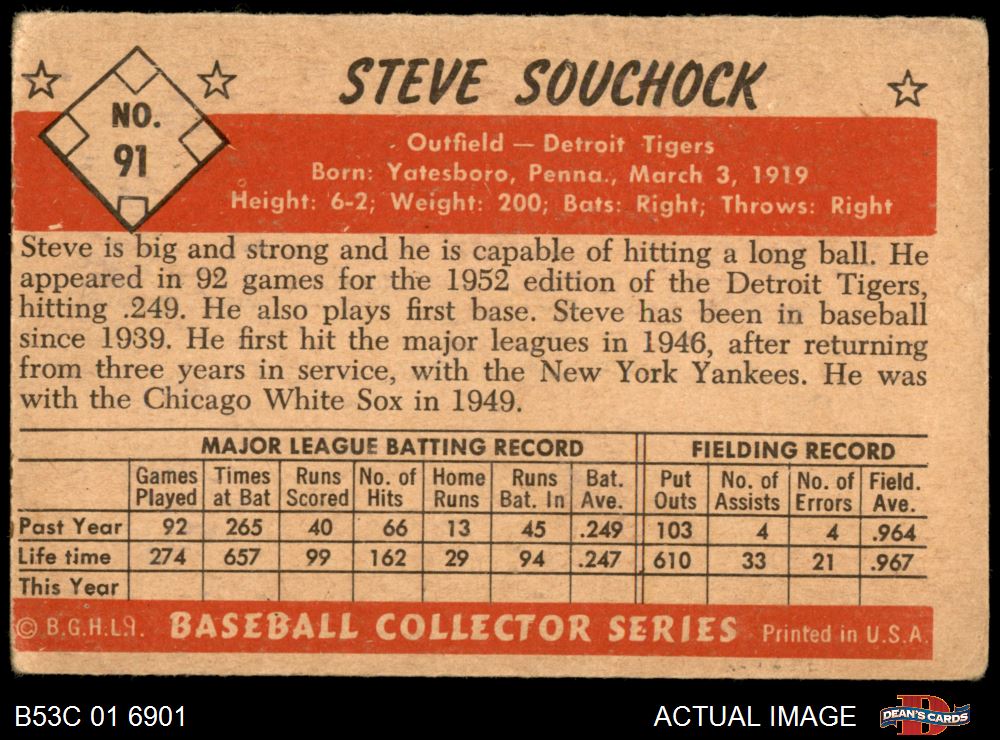 STEVE SOUCHOCK
NO.
91
Outfield — Detroit Tigers
Born: Yatesboro, Penna., March 3, 1919
Height: 6-2; Weight: 200; Bats: Right; Throws: Right
Steve is big and strong and he is capable of hitting a long ball. He
appeared in 92 games for the 1952 edition of the Detroit Tigers,
hitting .249. He also plays first base. Steve has been in baseball
since 1939. He first hit the major leagues in 1946, after returning
from three years in service, with the New York Yankees. He was
with the Chicago White Sox in 1949.
MAJOR LEAGUE BATTING RECORD FIELDING RECORD
Games Times Runs No. of Home Runs Bat. Put No. of No. of Field.
Played at Bat Scored Hits Runs Bat. In Ave. Outs Assists Errors Ave.
Past Year 92 265 40 66 13 45 .249 103 4 4 .964
Life time 274 657 99 162 29 94 .247 610 33 21 .967
This Year
© B.G.H.L.I. BASEBALL COLLECTOR SERIES Printed in U.S.A.
B53C 01 6901 ACTUAL IMAGE DEAN'S CARDS